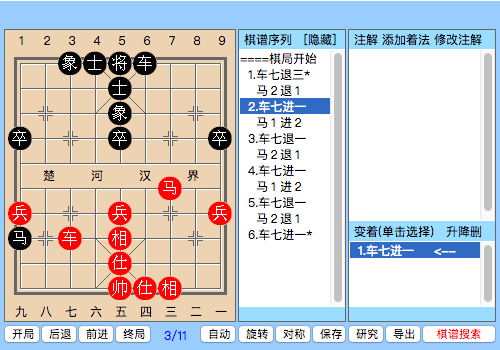 1 2 3 4 5 6 7 8 9
象 士 将 车
士
象
卒 卒 卒
楚 河 汉 界
马
兵 兵 兵
马 车 相
仕
帅 仕 相
九 八 七 六 五 四 三 二 一
棋谱序列 [隐藏]
====棋局开始
1.车七退三*
马２退１
2.车七进一
马１进２
3.车七退一
马２退１
4.车七进一
马１进２
5.车七退一
马２退１
6.车七进一*
注解 添加着法 修改注解
变着(单击选择) 升降删
1.车七进一 <--
开局 后退 前进 终局 3/11 自动 旋转 对称 保存 研究 导出 棋谱搜索